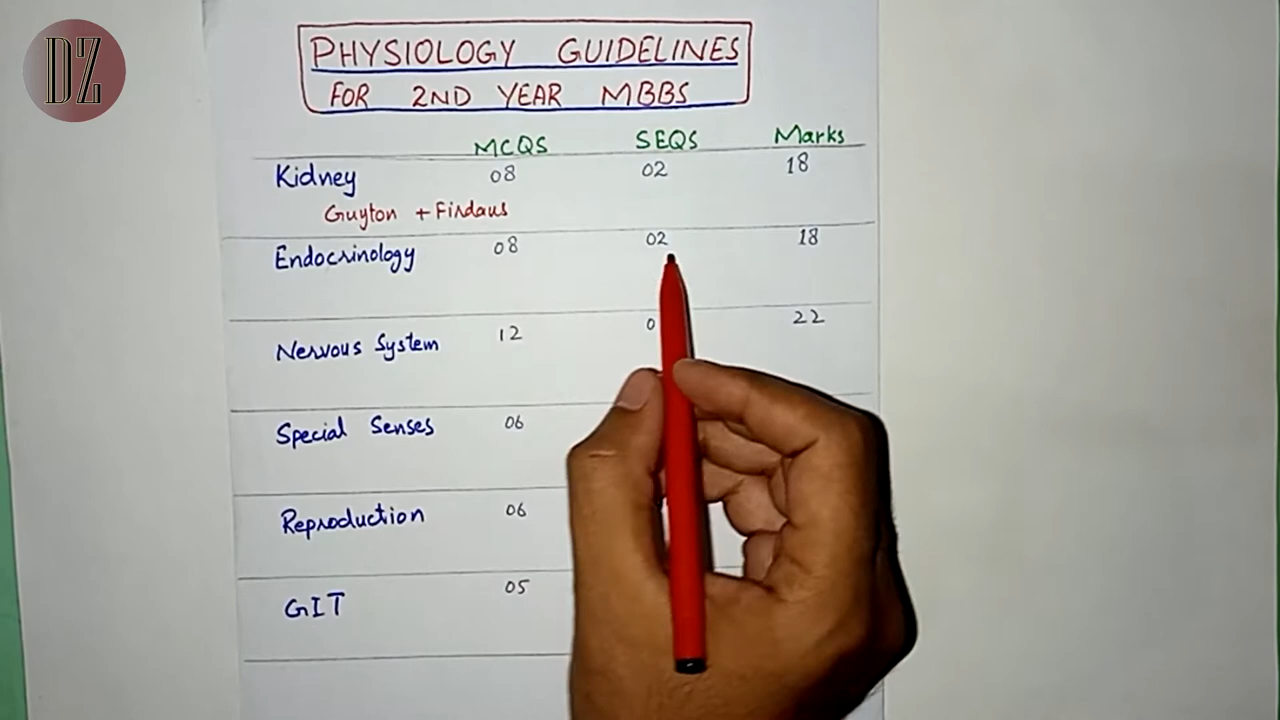 DZ
PHYSIOLOGY GUIDELINES
FOR 2ND YEAR MBBS
MCQS SEQS Marks
Kidney 08 02 18
Guyton + Firdaus
Endocrinology 08 02 18
Nervous System 12 0 22
Special Senses 06
Reproduction 06
GIT 05